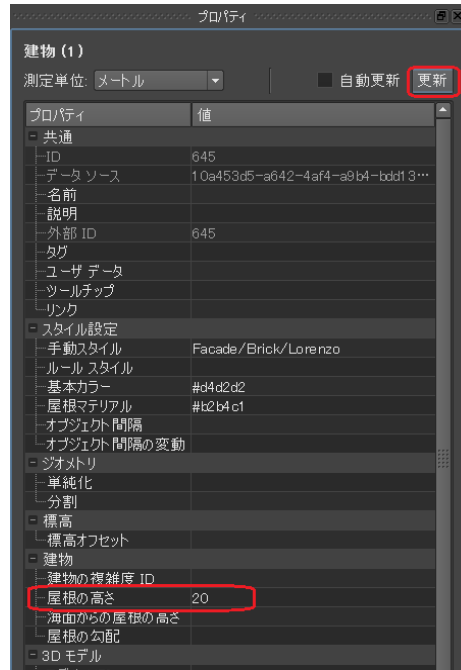 プロパティ
建物 (1)
測定単位: メートル 自動更新 更新
プロパティ 値
共通
ID 645
データ ソース 10a453d5-a642-4af4-a9b4-bdd13…
名前
説明
外部 ID 645
タグ
ユーザ データ
ツールチップ
リンク
スタイル設定
手動スタイル Facade/Brick/Lorenzo
ルール スタイル
基本カラー #d4d2d2
屋根マテリアル #b2b4c1
オブジェクト間隔
オブジェクト間隔の変動
ジオメトリ
単純化
分割
標高
標高オフセット
建物
建物の複雑度 ID
屋根の高さ 20
海面からの屋根の高さ
屋根の勾配
3D モデル